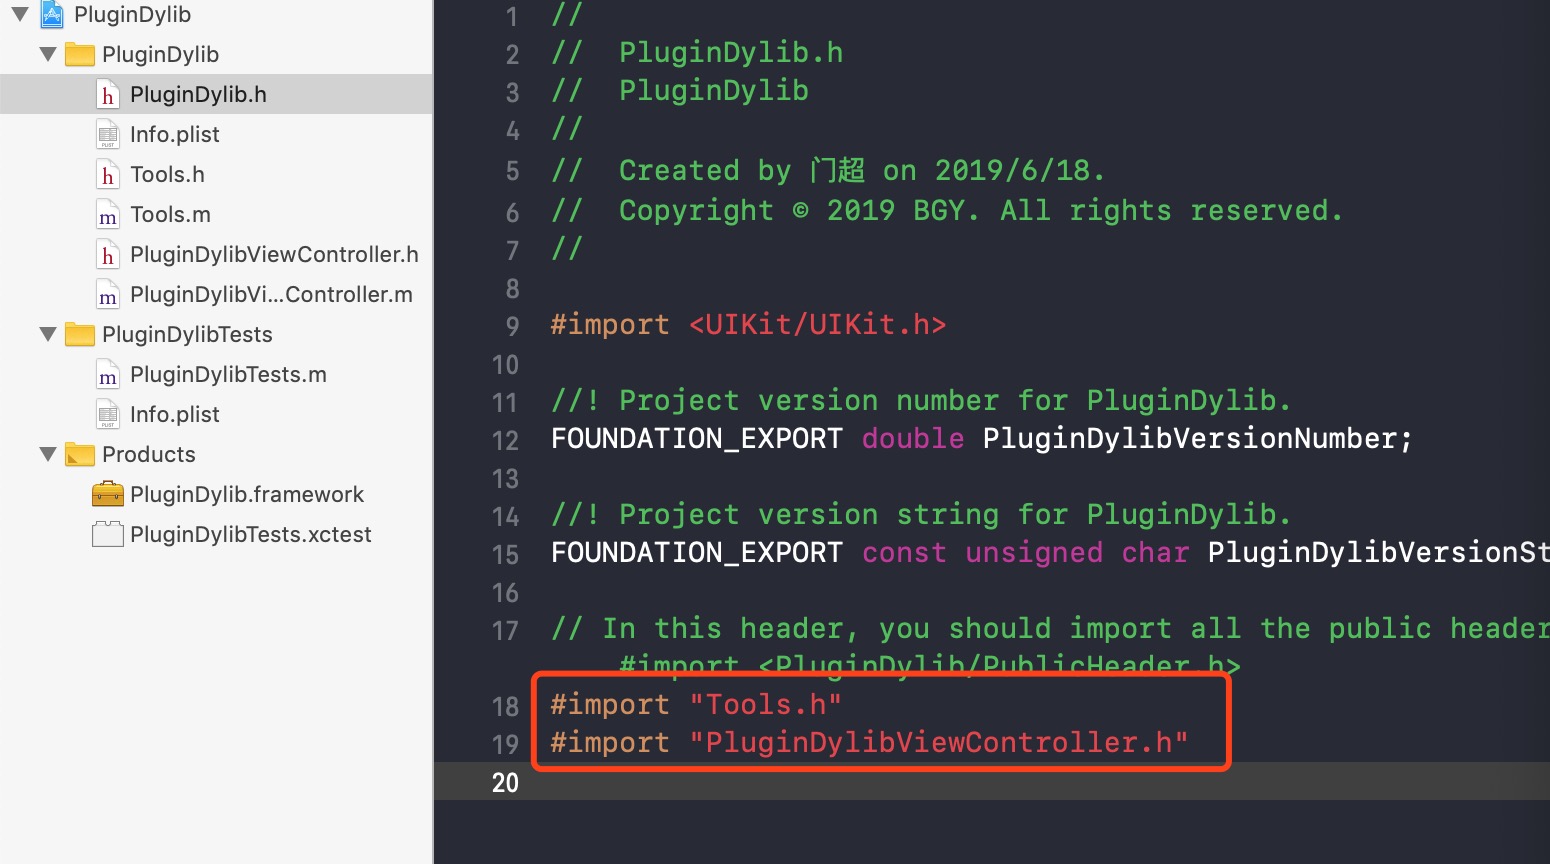 PluginDylib
PluginDylib
PluginDylib.h
Info.plist
Tools.h
Tools.m
PluginDylibViewController.h
PluginDylibVi...Controller.m
PluginDylibTests
PluginDylibTests.m
Info.plist
Products
PluginDylib.framework
PluginDylibTests.xctest
1 //
2 //  PluginDylib.h
3 //  PluginDylib
4 //
5 //  Created by 门超 on 2019/6/18.
6 //  Copyright © 2019 BGY. All rights reserved.
7 //
8
9 #import <UIKit/UIKit.h>
10
11 //! Project version number for PluginDylib.
12 FOUNDATION_EXPORT double PluginDylibVersionNumber;
13
14 //! Project version string for PluginDylib.
15 FOUNDATION_EXPORT const unsigned char PluginDylibVersionSt
16
17 // In this header, you should import all the public header
#import <PluginDylib/PublicHeader.h>
18 #import "Tools.h"
19 #import "PluginDylibViewController.h"
20